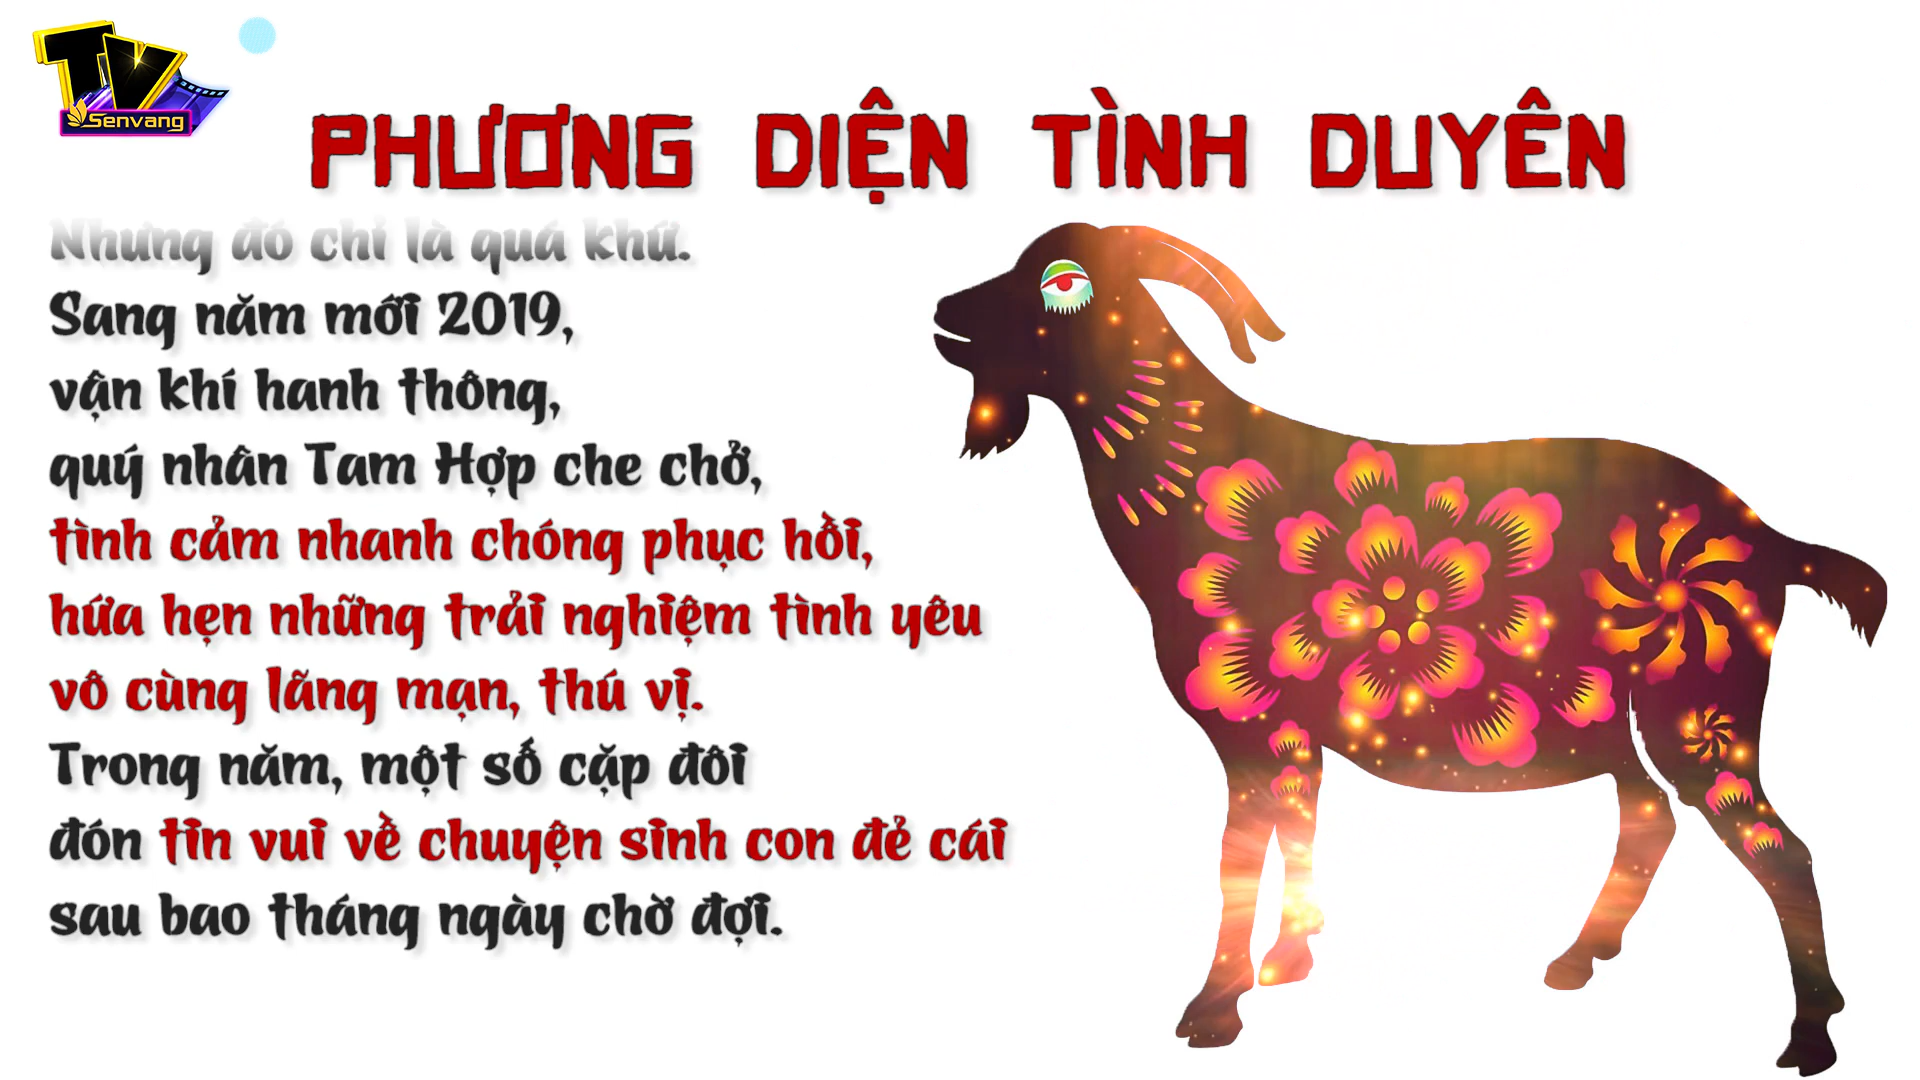 TV
Senvang
PHƯƠNG DIỆN TÌNH DUYÊN
Nhưng đó chỉ là quá khứ.
Sang năm mới 2019,
vận khí hanh thông,
quý nhân Tam Hợp che chở,
tình cảm nhanh chóng phục hồi,
hứa hẹn những trải nghiệm tình yêu
vô cùng lãng mạn, thú vị.
Trong năm, một số cặp đôi
đón tin vui về chuyện sinh con đẻ cái
sau bao tháng ngày chờ đợi.